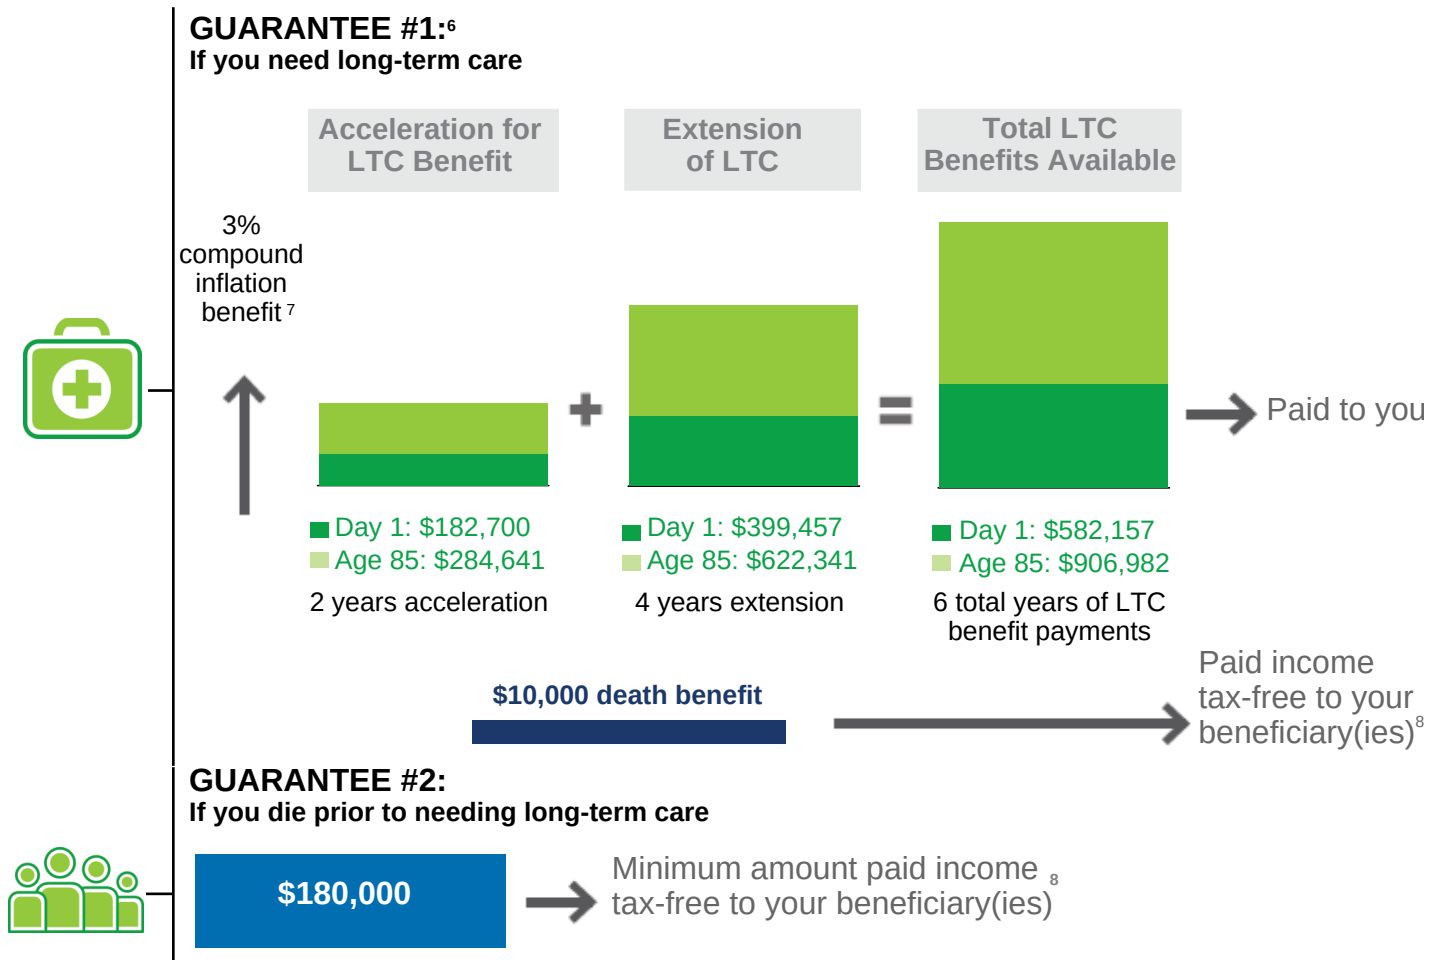 GUARANTEE #1:6
If you need long-term care
Acceleration for
LTC Benefit
Extension
of LTC
Total LTC
Benefits Available
3%
compound
inflation
benefit 7
+
=
Paid to you
Day 1: $182,700
Age 85: $284,641
2 years acceleration
Day 1: $399,457
Age 85: $622,341
4 years extension
Day 1: $582,157
Age 85: $906,982
6 total years of LTC
benefit payments
$10,000 death benefit
Paid income
tax-free to your
beneficiary(ies)8
GUARANTEE #2:
If you die prior to needing long-term care
$180,000
Minimum amount paid income
tax-free to your beneficiary(ies) 8